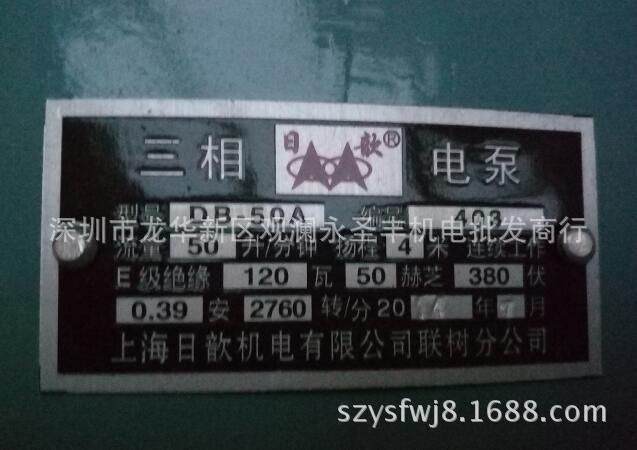 三相 日歆® 电泵
型号 DB-50A 编号 403
深圳市龙华新区观澜永圣丰机电批发商行
流量 50 升/分钟 扬程 4 米 连续工作
E级绝缘 120 瓦 50 赫芝 380 伏
0.39 安 2760 转/分 20 年 月
上海日歆机电有限公司联树分公司
szysfwj8.1688.com